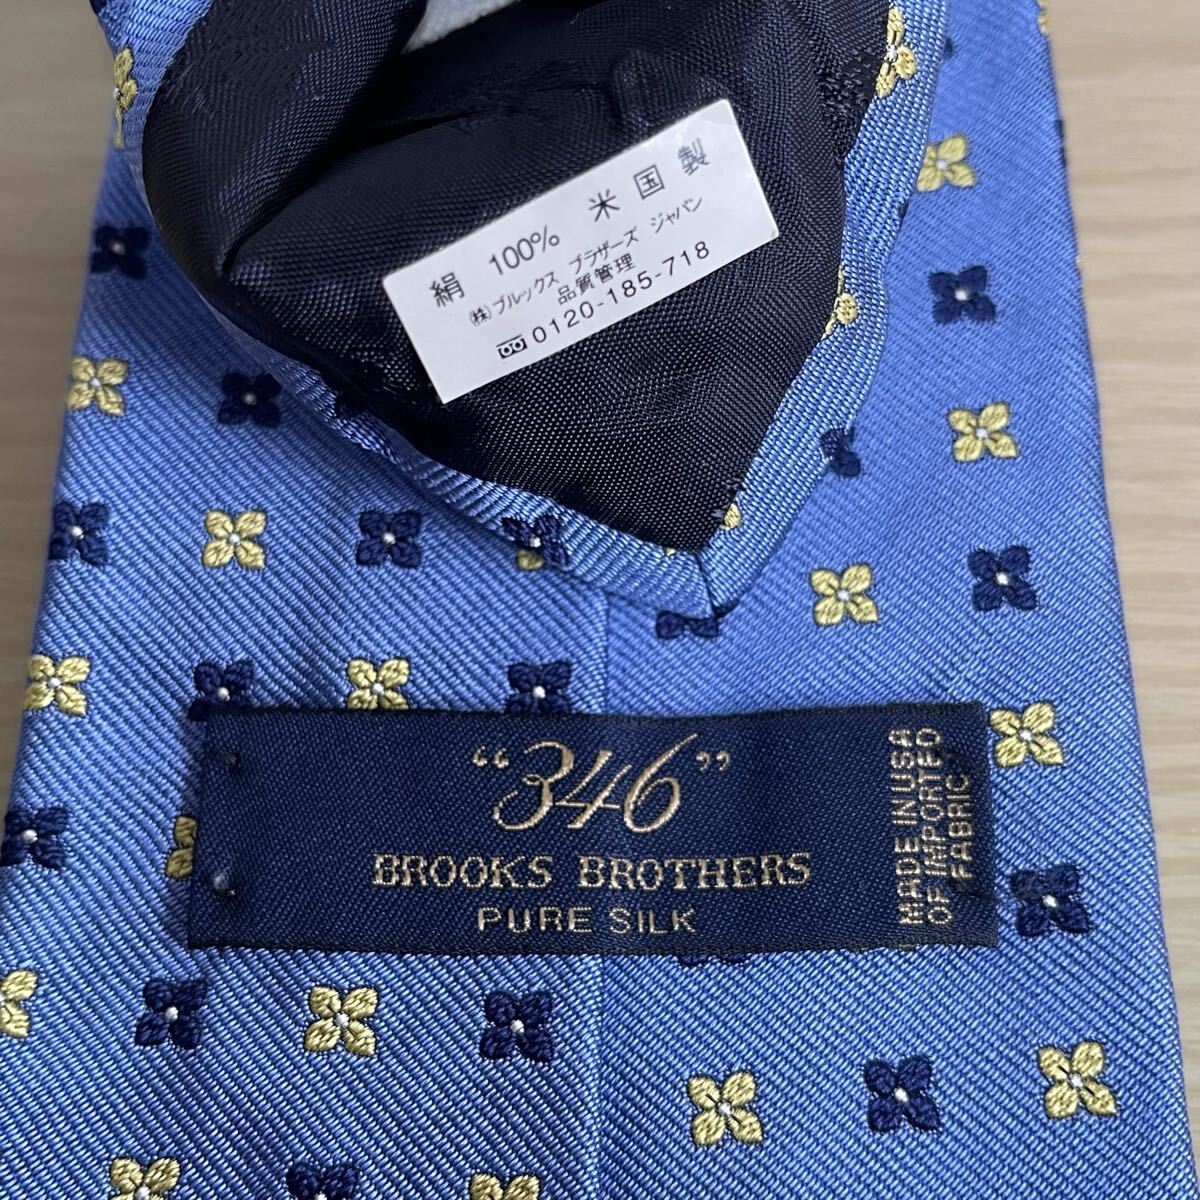 絹 100% 米国製
㈱ブルックス ブラザーズ ジャパン
品質管理
0120-185-718
“346”
BROOKS BROTHERS
PURE SILK
MADE IN USA
OF IMPORTED
FABRIC